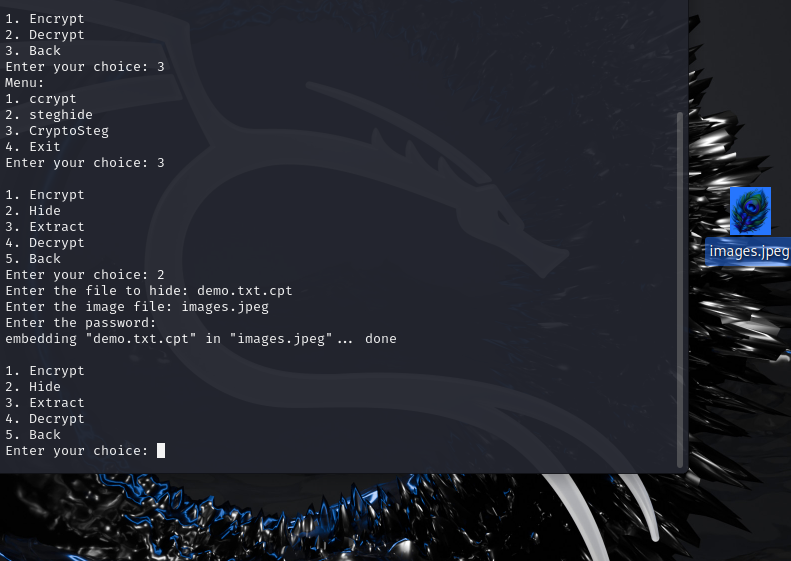 1. Encrypt
2. Decrypt
3. Back
Enter your choice: 3
Menu:
1. ccrypt
2. steghide
3. CryptoSteg
4. Exit
Enter your choice: 3
1. Encrypt
2. Hide
3. Extract
4. Decrypt
5. Back
Enter your choice: 2
Enter the file to hide: demo.txt.cpt
Enter the image file: images.jpeg
Enter the password:
embedding "demo.txt.cpt" in "images.jpeg"... done
1. Encrypt
2. Hide
3. Extract
4. Decrypt
5. Back
Enter your choice:
images.jpeg